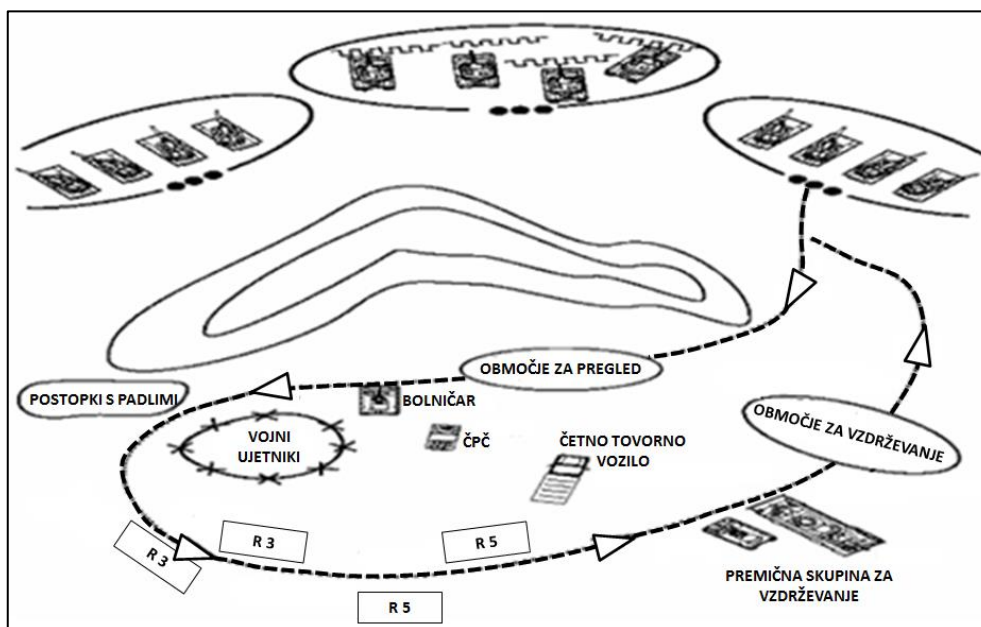 OBMOČJE ZA PREGLED
POSTOPKI S PADLIMI
BOLNIČAR
VOJNI
UJETNIKI
ČPČ
ČETNO TOVORNO
VOZILO
OBMOČJE ZA VZDRŽEVANJE
R 3
R 3
R 5
R 5
PREMIČNA SKUPINA ZA
VZDRŽEVANJE